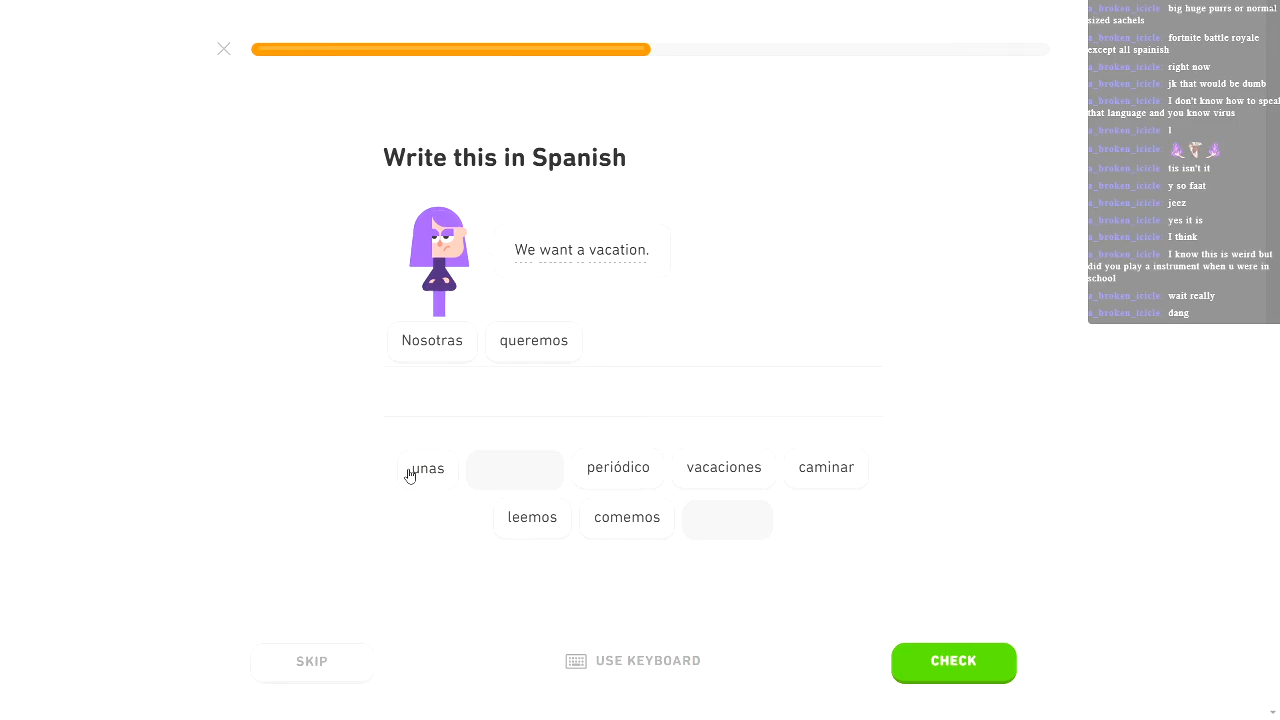 Write this in Spanish
We want a vacation.
Nosotras queremos
unas periódico vacaciones caminar
leemos comemos
SKIP
USE KEYBOARD
CHECK
a_broken_icicle big huge purrs or normal
sized sachels
a_broken_icicle fortnite battle royale
except all spainish
a_broken_icicle right now
a_broken_icicle jk that would be dumb
a_broken_icicle I don't know how to speak
that language and you know virus
a_broken_icicle I
a_broken_icicle
a_broken_icicle tis isn't it
a_broken_icicle y so faat
a_broken_icicle jeez
a_broken_icicle yes it is
a_broken_icicle I think
a_broken_icicle I know this is weird but
did you play a instrument when u were in
school
a_broken_icicle wait really
a_broken_icicle dang